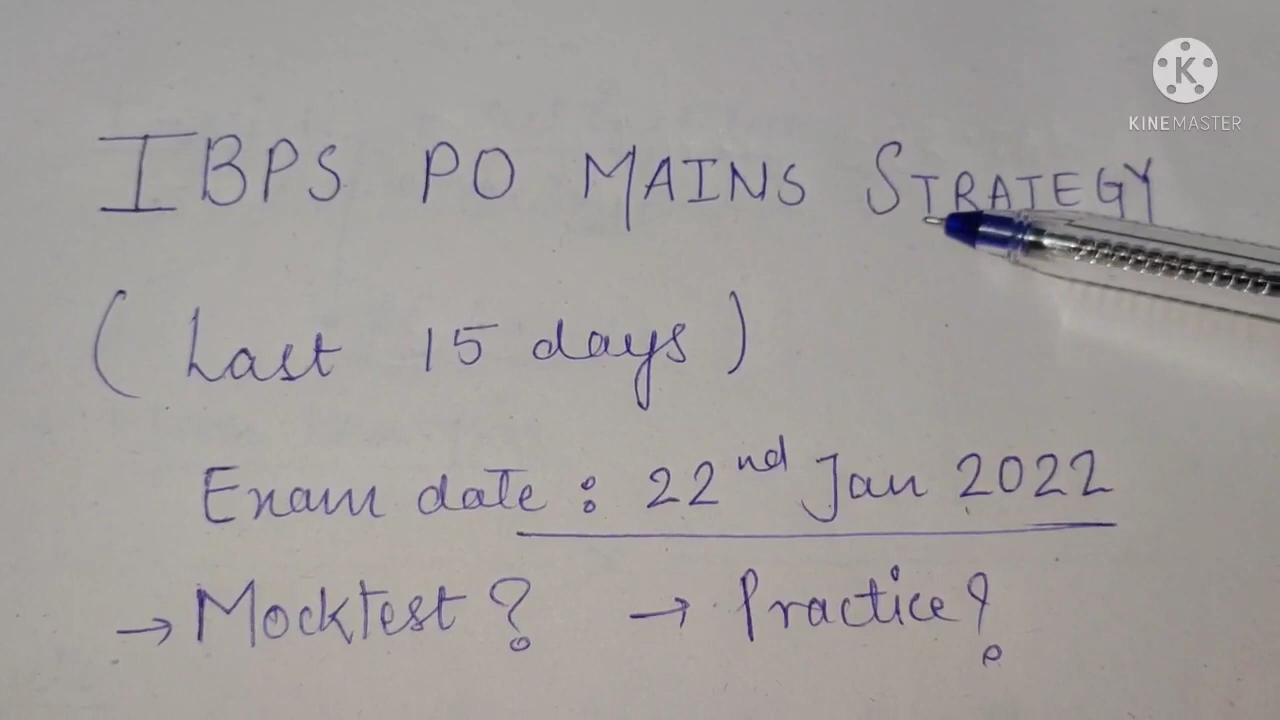 K
KINEMASTER
IBPS PO MAINS STRATEGY
(Last 15 days)
Exam date : 22nd Jan 2022
→ Mocktest ? → Practice ?